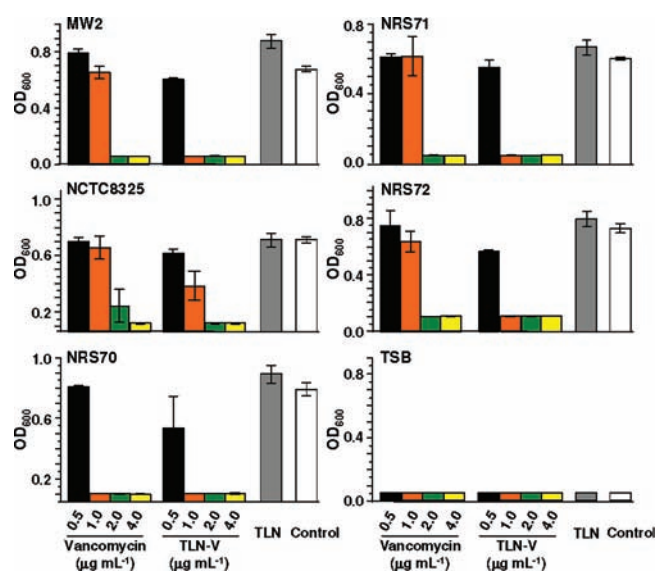 MW2
OD600
0.8
0.4
0.0
NRS71
OD600
0.8
0.4
0.0
NCTC8325
OD600
1.0
0.6
0.2
NRS72
OD600
0.8
0.4
0.0
NRS70
OD600
1.0
0.6
0.2
TSB
OD600
0.8
0.4
0.0
0.5 1.0 2.0 4.0 0.5 1.0 2.0 4.0 TLN Control
Vancomycin TLN-V
(µg mL-1) (µg mL-1)
0.5 1.0 2.0 4.0 0.5 1.0 2.0 4.0 TLN Control
Vancomycin TLN-V
(µg mL-1) (µg mL-1)